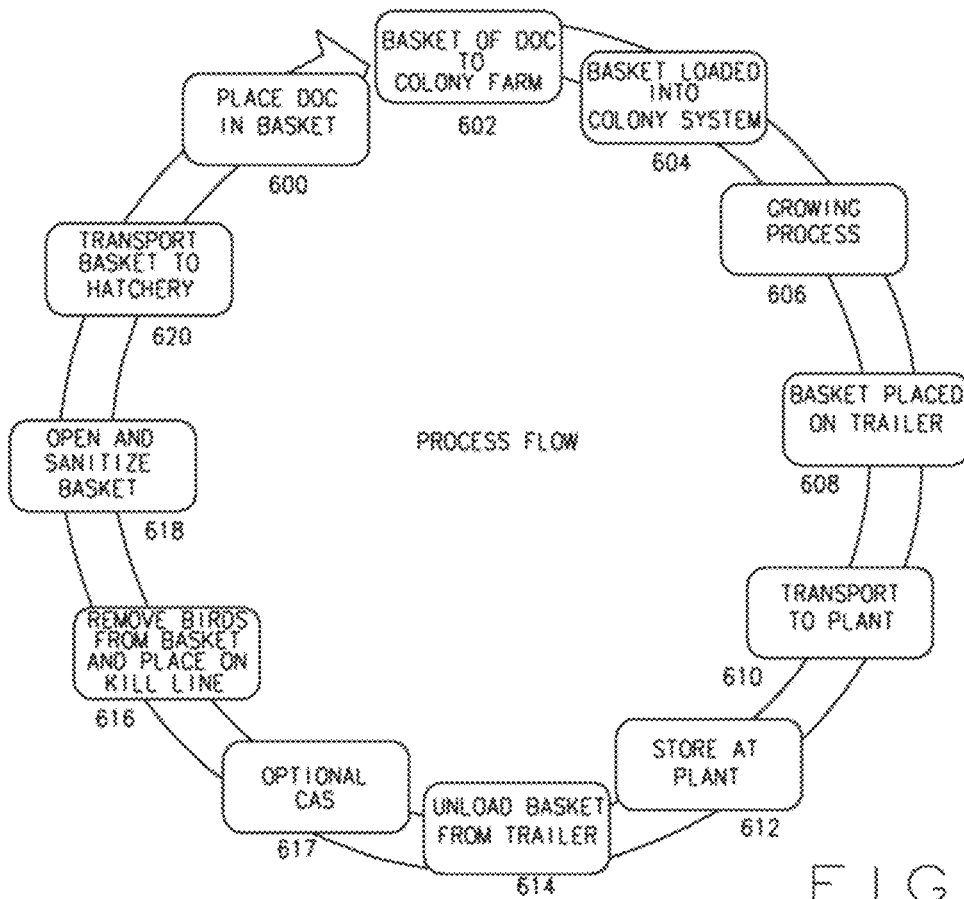 BASKET OF DOC
TO
COLONY FARM
602
BASKET LOADED
INTO
COLONY SYSTEM
604
GROWING
PROCESS
606
BASKET PLACED
ON TRAILER
608
TRANSPORT
TO PLANT
610
STORE AT
PLANT
612
UNLOAD BASKET
FROM TRAILER
614
OPTIONAL
CAS
617
REMOVE BIRDS
FROM BASKET
AND PLACE ON
KILL LINE
616
OPEN AND
SANITIZE
BASKET
618
TRANSPORT
BASKET TO
HATCHERY
620
PLACE DOC
IN BASKET
600
PROCESS FLOW
FIG